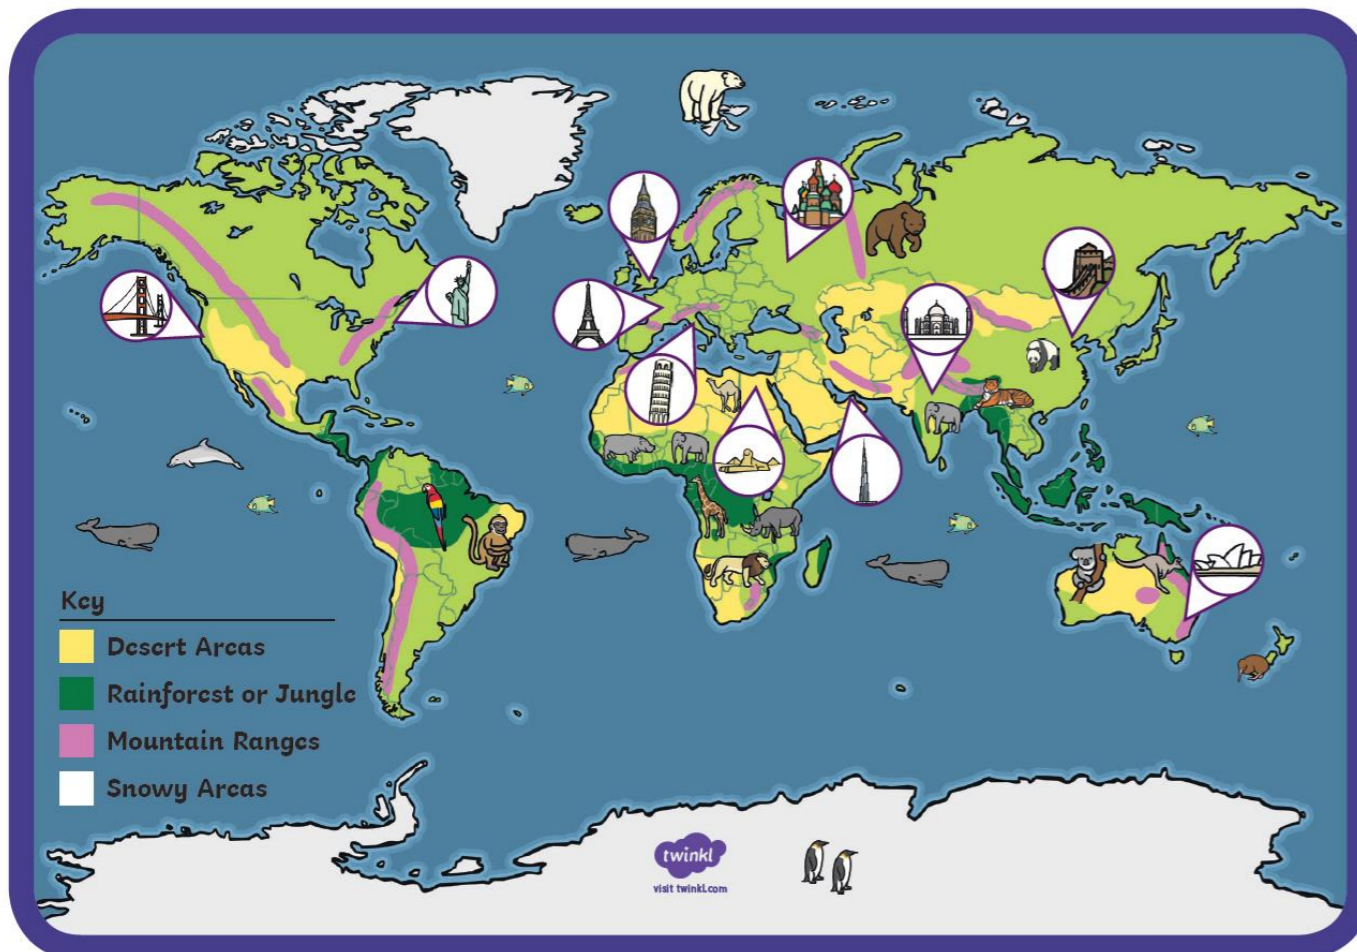 Key
Desert Areas
Rainforest or Jungle
Mountain Ranges
Snowy Areas
twinkl
visit twinkl.com